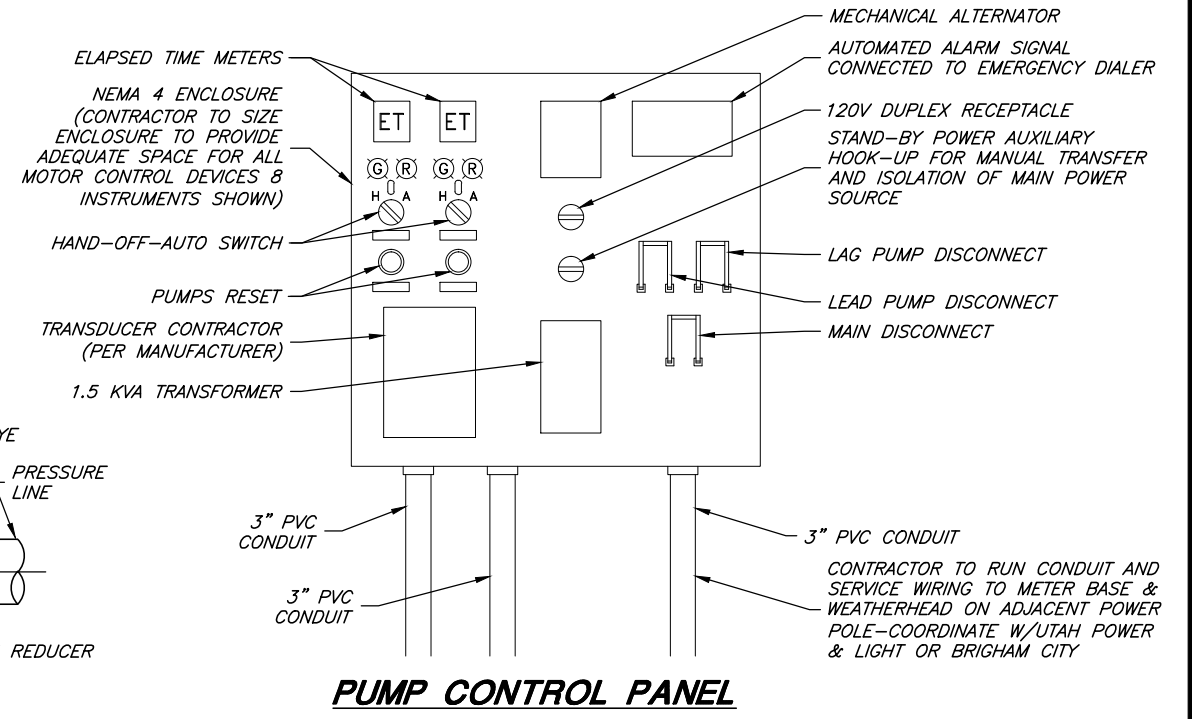 MECHANICAL ALTERNATOR
AUTOMATED ALARM SIGNAL
CONNECTED TO EMERGENCY DIALER
120V DUPLEX RECEPTACLE
STAND-BY POWER AUXILIARY
HOOK-UP FOR MANUAL TRANSFER
AND ISOLATION OF MAIN POWER
SOURCE
LAG PUMP DISCONNECT
LEAD PUMP DISCONNECT
MAIN DISCONNECT
ELAPSED TIME METERS
NEMA 4 ENCLOSURE
(CONTRACTOR TO SIZE
ENCLOSURE TO PROVIDE
ADEQUATE SPACE FOR ALL
MOTOR CONTROL DEVICES &
INSTRUMENTS SHOWN)
HAND-OFF-AUTO SWITCH
PUMPS RESET
TRANSDUCER CONTRACTOR
(PER MANUFACTURER)
1.5 KVA TRANSFORMER
ET ET
G R G R
H A H A
YE
PRESSURE
LINE
REDUCER
3" PVC
CONDUIT
3" PVC
CONDUIT
3" PVC CONDUIT
CONTRACTOR TO RUN CONDUIT AND
SERVICE WIRING TO METER BASE &
WEATHERHEAD ON ADJACENT POWER
POLE-COORDINATE W/UTAH POWER
& LIGHT OR BRIGHAM CITY
PUMP CONTROL PANEL